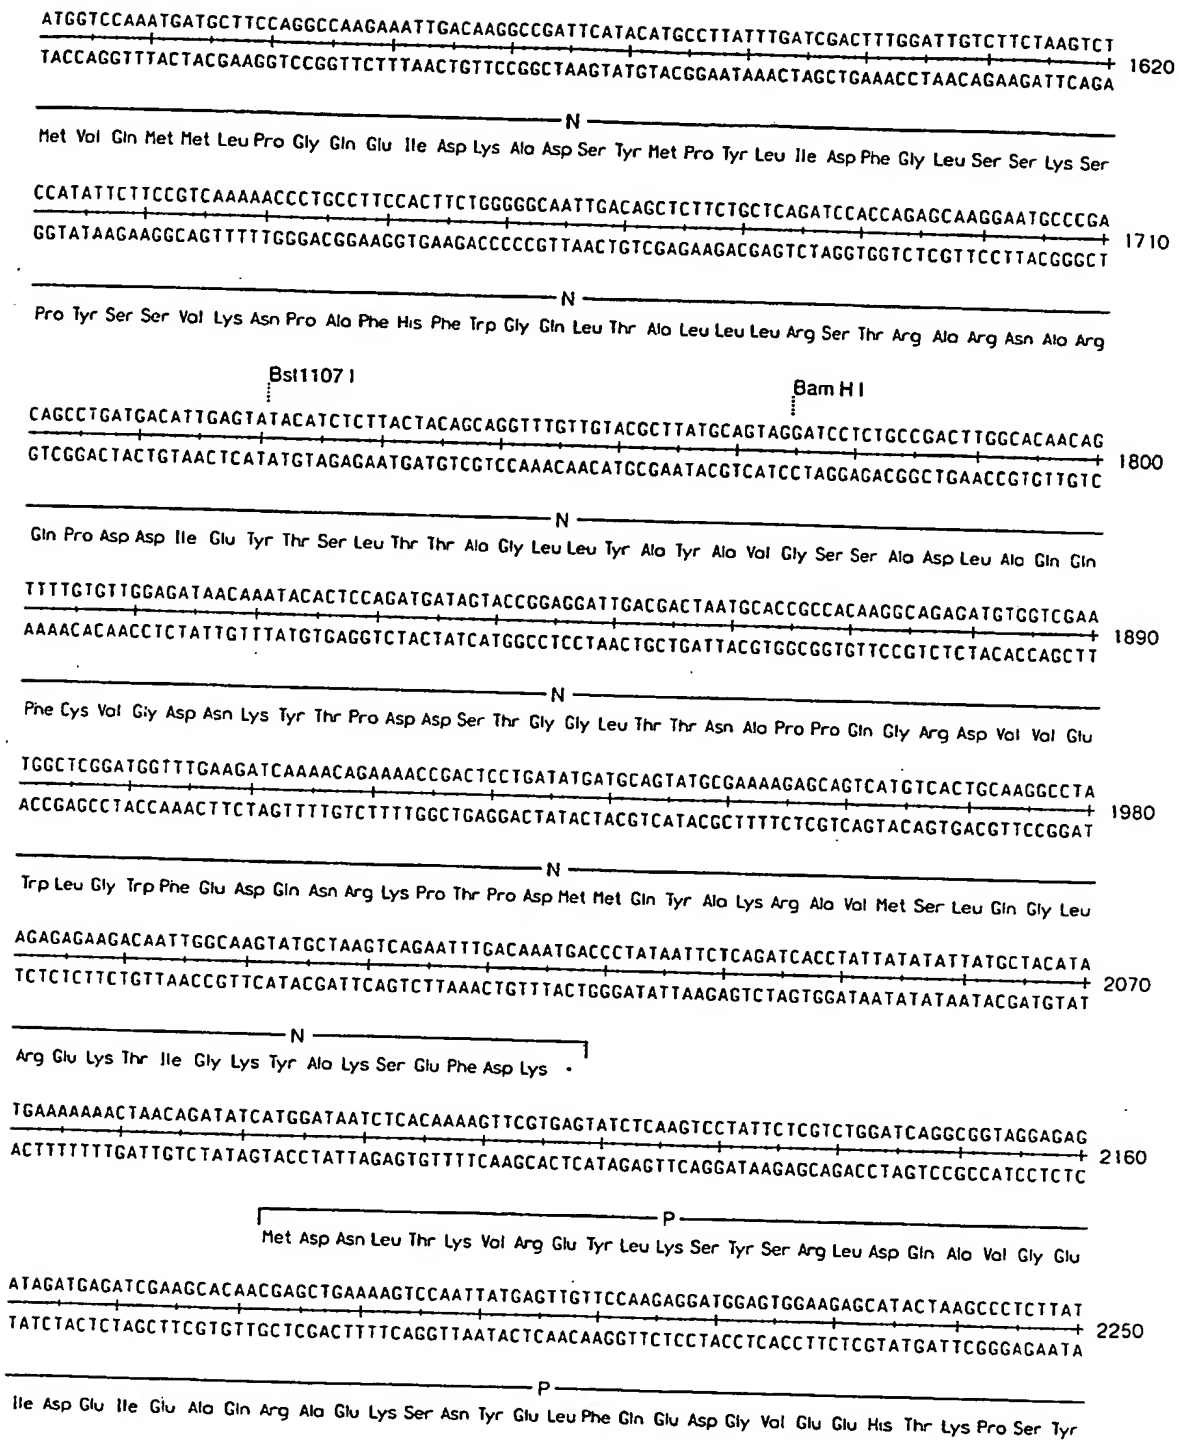 ATGGTCCAAATGATGCTTCCAGGCCAAGAAATTGACAAGGCCGATTCATACATGCCTTATTTGATCGACTTTGGATTGTCTTCTAAGTCT
1620
TACCAGGTTTACTACGAAGGTCCGGTTCTTTAACTGTTCCGGCTAAGTATGTACGGAATAAACTAGCTGAAACCTAACAGAAGATTCAGA
N
Met Val Gln Met Met Leu Pro Gly Gln Glu Ile Asp Lys Ala Asp Ser Tyr Met Pro Tyr Leu Ile Asp Phe Gly Leu Ser Ser Lys Ser
CCATATTCTTCCGTCAAAAACCCTGCCTTCCACTTCTGGGGGCAATTGACAGCTCTTCTGCTCAGATCCACCAGAGCAAGGAATGCCCGA
1710
GGTATAAGAAGGCAGTTTTTGGGACGGAAGGTGAAGACCCCCGTTAACTGTCGAGAAGACGAGTCTAGGTGGTCTCGTTCCTTACGGGCT
N
Pro Tyr Ser Ser Val Lys Asn Pro Ala Phe His Phe Trp Gly Gln Leu Thr Ala Leu Leu Leu Arg Ser Thr Arg Ala Arg Asn Ala Arg
Bst1107 I
Bam H I
CAGCCTGATGACATTGAGTATACATCTCTTACTACAGCAGGTTTGTTGTACGCTTATGCAGTAGGATCCTCTGCCGACTTGGCACAACAG
1800
GTCGGACTACTGTAACTCATATGTAGAGAATGATGTCGTCCAAACAACATGCGAATACGTCATCCTAGGAGACGGCTGAACCGTGTTGTC
N
Gln Pro Asp Asp Ile Glu Tyr Thr Ser Leu Thr Thr Ala Gly Leu Leu Tyr Ala Tyr Ala Val Gly Ser Ser Ala Asp Leu Ala Gln Gln
TTTTGTGTTGGAGATAACAAATACACTCCAGATGATAGTACCGGAGGATTGACGACTAATGCACCGCCACAAGGCAGAGATGTGGTCGAA
1890
AAAACACAACCTCTATTGTTTATGTGAGGTCTACTATCATGGCCTCCTAACTGCTGATTACGTGGCGGTGTTCCGTCTCTACACCAGCTT
N
Phe Cys Val Gly Asp Asn Lys Tyr Thr Pro Asp Asp Ser Thr Gly Gly Leu Thr Thr Asn Ala Pro Pro Gln Gly Arg Asp Val Val Glu
TGGCTCGGATGGTTTGAAGATCAAAACAGAAAACCGACTCCTGATATGATGCAGTATGCGAAAAGAGCAGTCATGTCACTGCAAGGCCTA
1980
ACCGAGCCTACCAAACTTCTAGTTTTGTCTTTTGGCTGAGGACTATACTACGTCATACGCTTTTCTCGTCAGTACAGTGACGTTCCGGAT
N
Trp Leu Gly Trp Phe Glu Asp Gln Asn Arg Lys Pro Thr Pro Asp Met Met Gln Tyr Ala Lys Arg Ala Val Met Ser Leu Gln Gly Leu
AGAGAGAAGACAATTGGCAAGTATGCTAAGTCAGAATTTGACAAATGACCCTATAATTCTCAGATCACCTATTATATATTATGCTACATA
2070
TCTCTCTTCTGTTAACCGTTCATACGATTCAGTCTTAAACTGTTTACTGGGATATTAAGAGTCTAGTGGATAATATATAATACGATGTAT
N
Arg Glu Lys Thr Ile Gly Lys Tyr Ala Lys Ser Glu Phe Asp Lys ·
TGAAAAAAACTAACAGATATCATGGATAATCTCACAAAAGTTCGTGAGTATCTCAAGTCCTATTCTCGTCTGGATCAGGCGGTAGGAGAG
2160
ACTTTTTTTGATTGTCTATAGTACCTATTAGAGTGTTTTCAAGCACTCATAGAGTTCAGGATAAGAGCAGACCTAGTCCGCCATCCTCTC
P
Met Asp Asn Leu Thr Lys Val Arg Glu Tyr Leu Lys Ser Tyr Ser Arg Leu Asp Gln Ala Val Gly Glu
ATAGATGAGATCGAAGCACAACGAGCTGAAAAGTCCAATTATGAGTTGTTCCAAGAGGATGGAGTGGAAGAGCATACTAAGCCCTCTTAT
2250
TATCTACTCTAGCTTCGTGTTGCTCGACTTTTCAGGTTAATACTCAACAAGGTTCTCCTACCTCACCTTCTCGTATGATTCGGGAGAATA
P
Ile Asp Glu Ile Glu Ala Gln Arg Ala Glu Lys Ser Asn Tyr Glu Leu Phe Gln Glu Asp Gly Val Glu Glu His Thr Lys Pro Ser Tyr